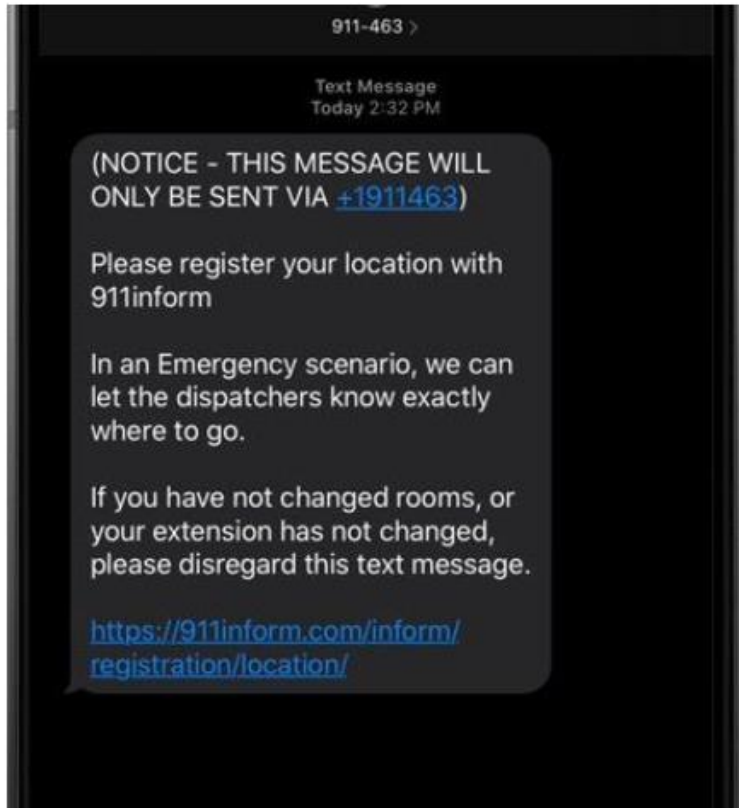 911-463 >
Text Message
Today 2:32 PM
(NOTICE - THIS MESSAGE WILL
ONLY BE SENT VIA +1911463)
Please register your location with
911inform
In an Emergency scenario, we can
let the dispatchers know exactly
where to go.
If you have not changed rooms, or
your extension has not changed,
please disregard this text message.
https://911inform.com/inform/
registration/location/